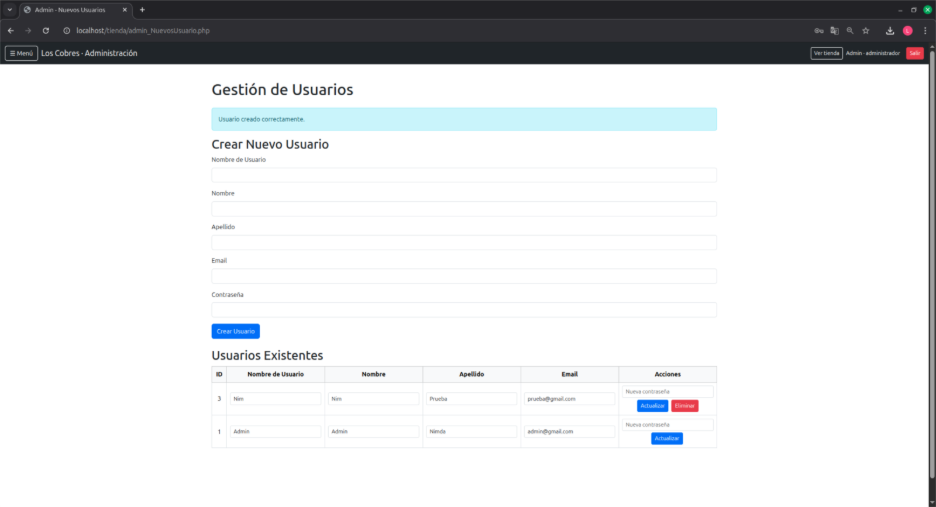 Admin - Nuevos Usuarios
localhost/tienda/admin_NuevosUsuario.php
L
☰ Menú Los Cobres · Administración Ver tienda Admin · administrador Salir
Gestión de Usuarios
Usuario creado correctamente.
Crear Nuevo Usuario
Nombre de Usuario
Nombre
Apellido
Email
Contraseña
Crear Usuario
Usuarios Existentes
ID Nombre de Usuario Nombre Apellido Email Acciones
Nueva contraseña
3 Nim Nim Prueba prueba@gmail.com
Actualizar Eliminar
Nueva contraseña
1 Admin Admin admin@gmail.com
Actualizar